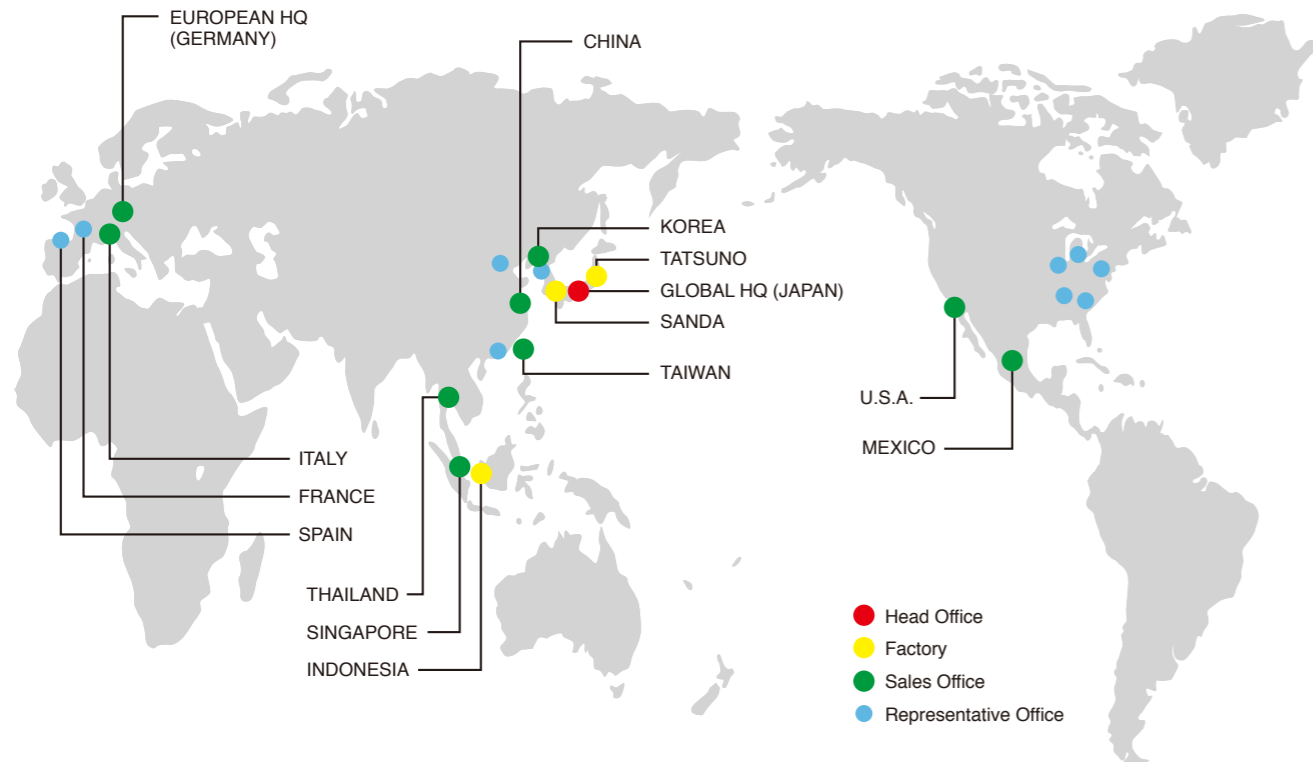 EUROPEAN HQ
(GERMANY)
CHINA
KOREA
TATSUNO
GLOBAL HQ (JAPAN)
SANDA
TAIWAN
U.S.A.
MEXICO
ITALY
FRANCE
SPAIN
THAILAND
SINGAPORE
INDONESIA
Head Office
Factory
Sales Office
Representative Office